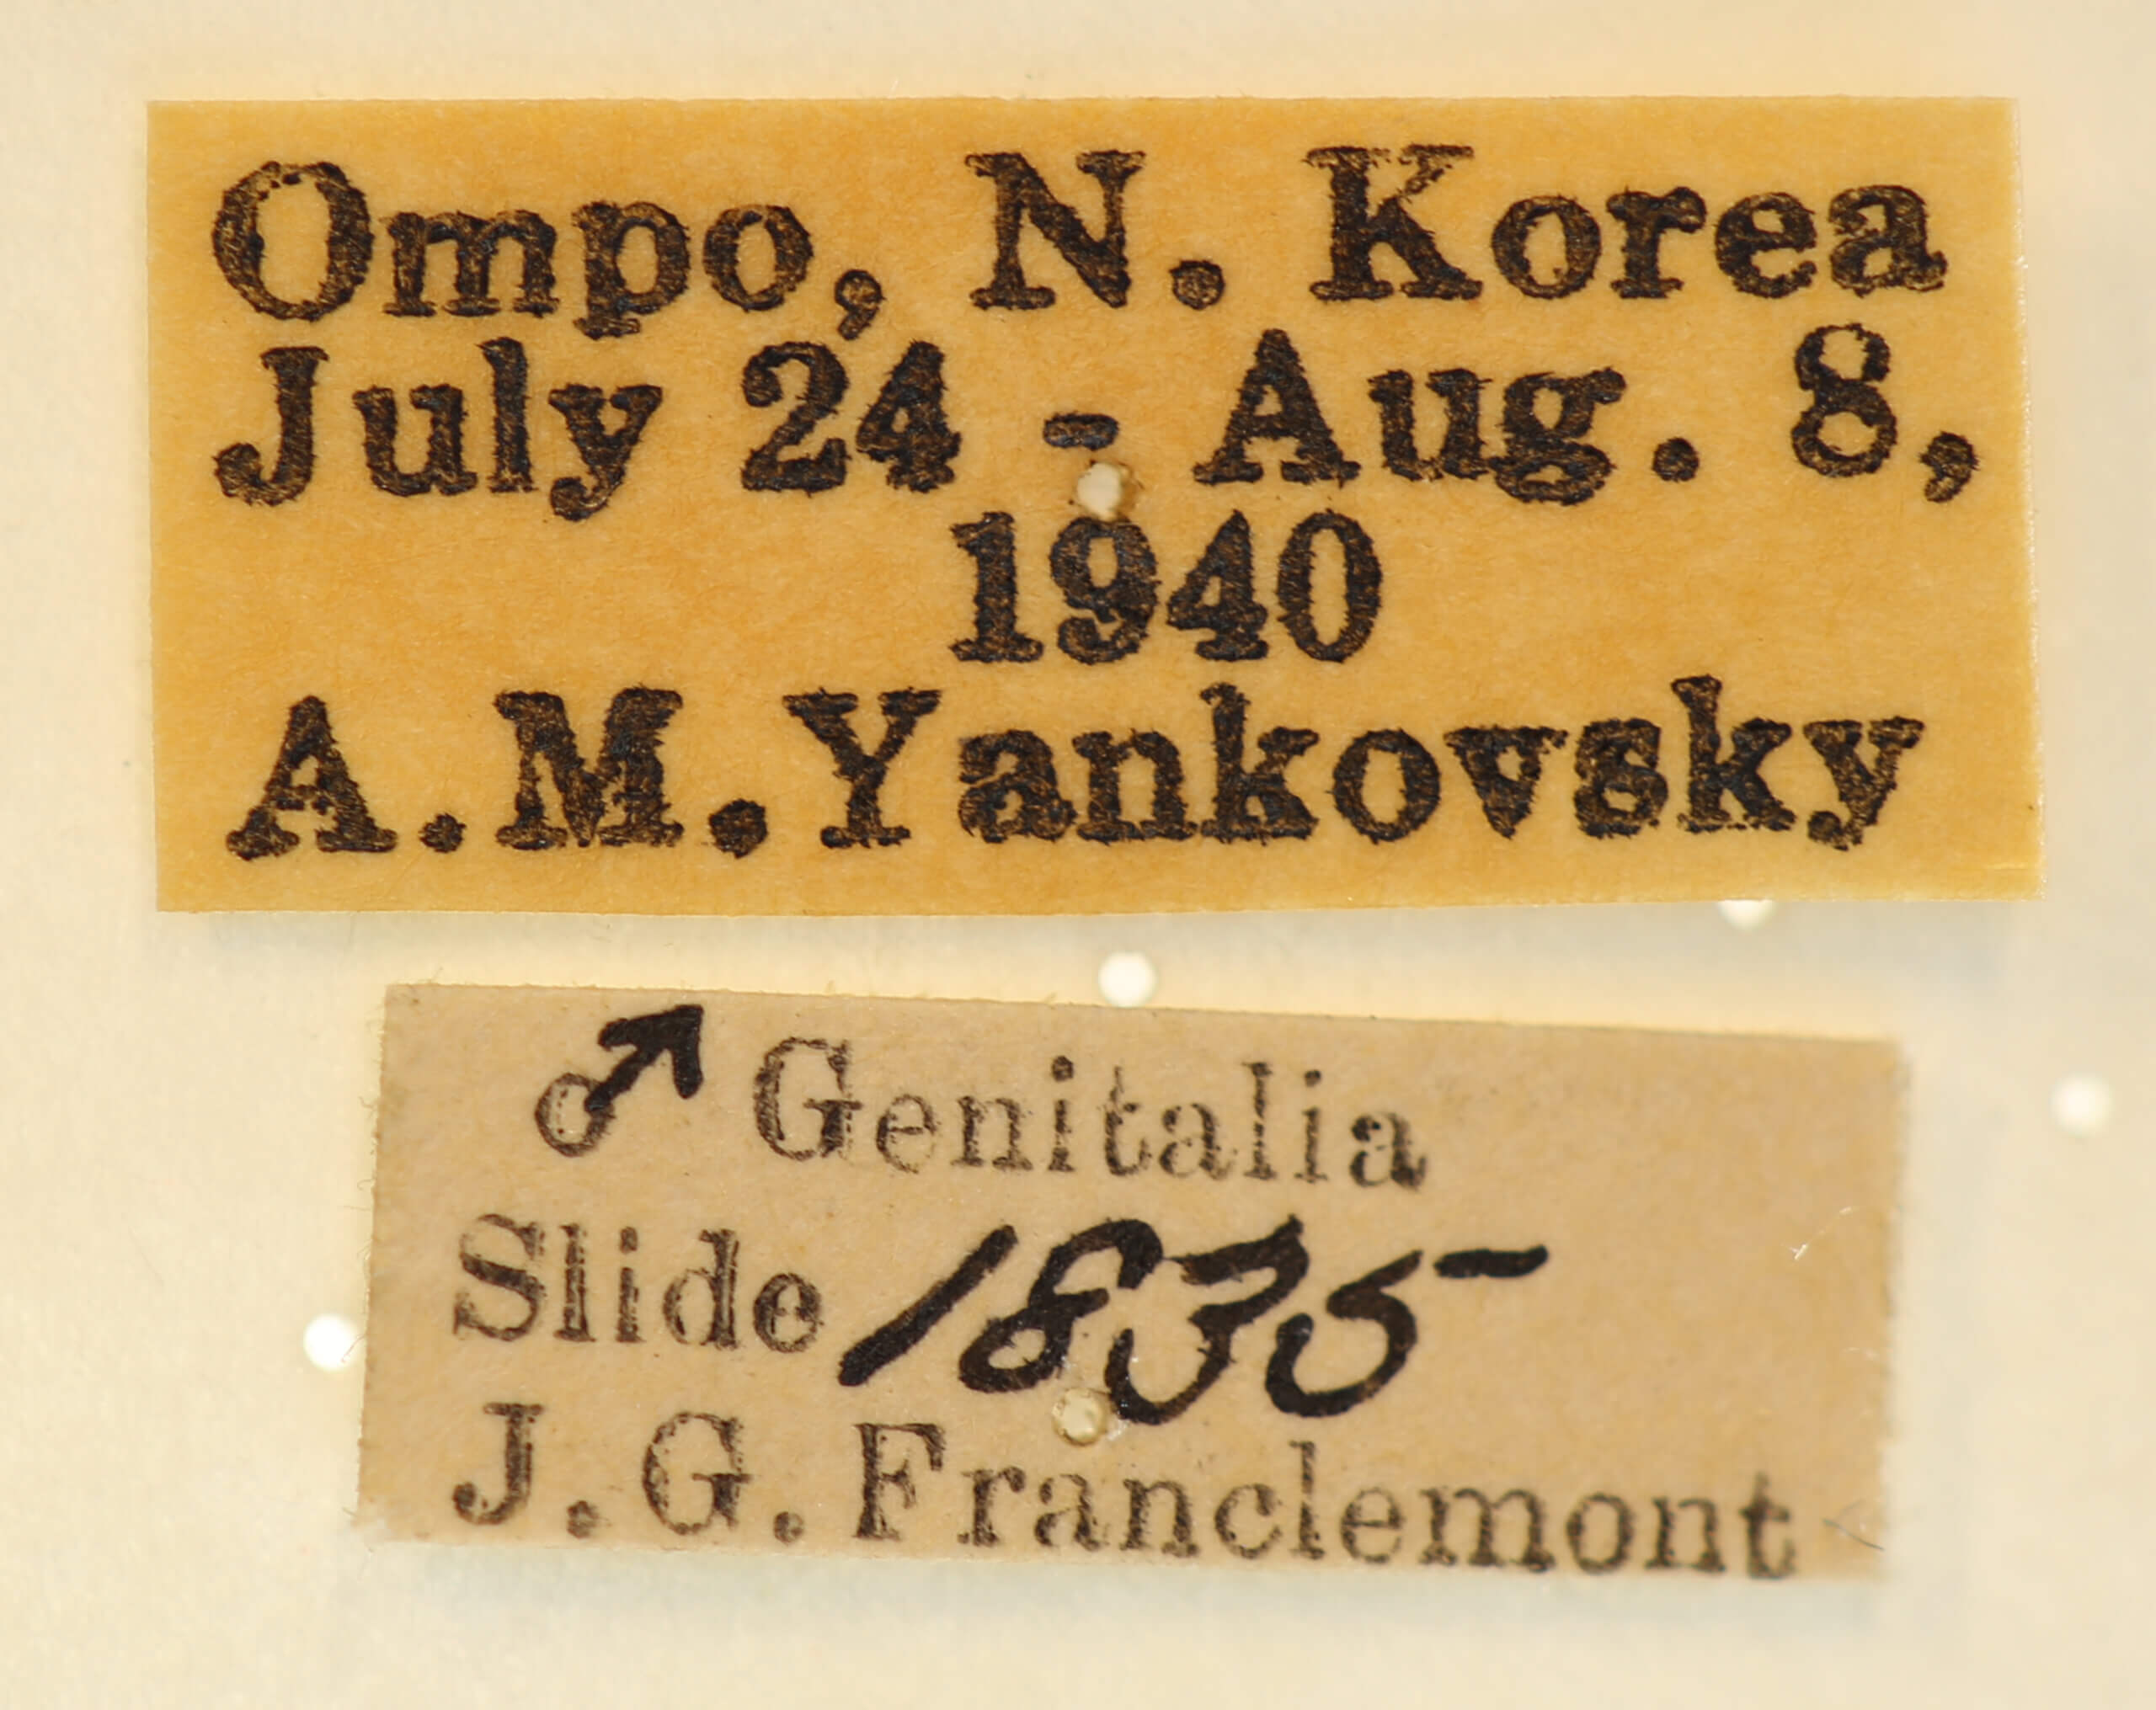 Ompo, N. Korea
July 24 - Aug. 8,
1940
A.M.Yankovsky
♂ Genitalia
Slide 1835
J.G. Franclemont